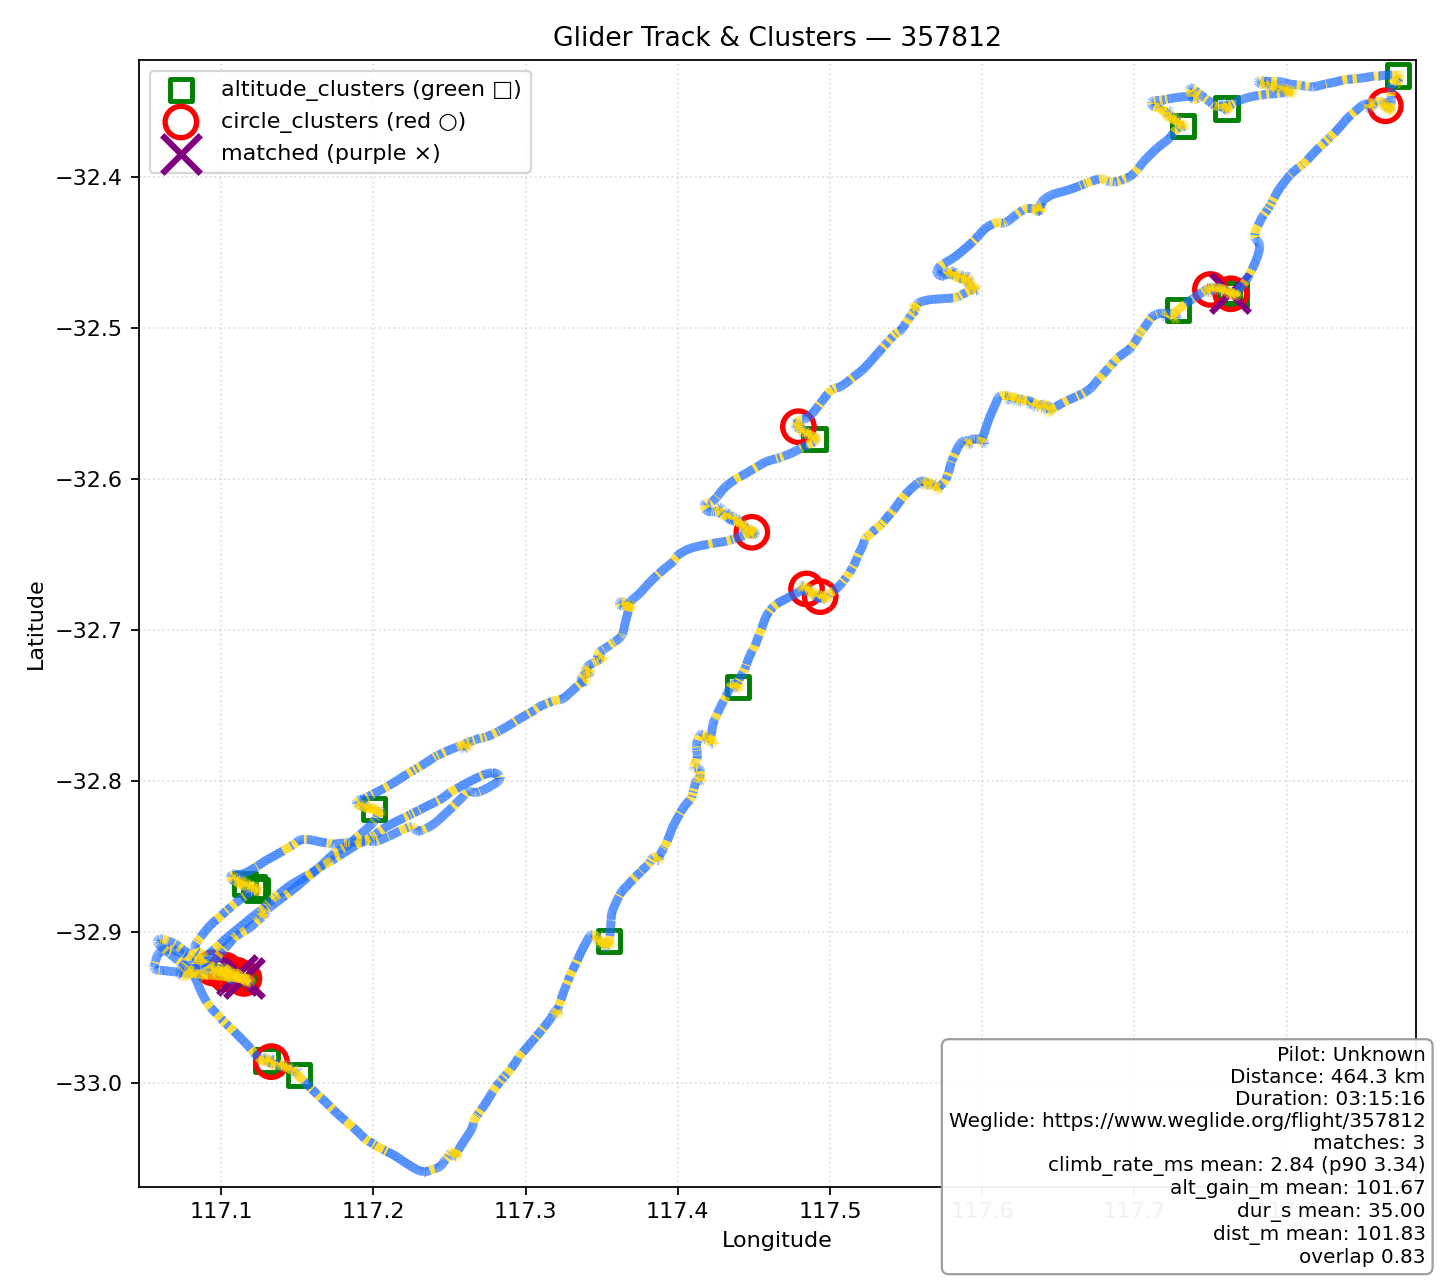 Glider Track & Clusters — 357812
altitude_clusters (green □)
circle_clusters (red ○)
matched (purple ×)
Latitude
−32.4
−32.5
−32.6
−32.7
−32.8
−32.9
−33.0
117.1
117.2
117.3
117.4
117.5
117.6
117.7
Longitude
Pilot: Unknown
Distance: 464.3 km
Duration: 03:15:16
Weglide: https://www.weglide.org/flight/357812
matches: 3
climb_rate_ms mean: 2.84 (p90 3.34)
alt_gain_m mean: 101.67
dur_s mean: 35.00
dist_m mean: 101.83
overlap 0.83